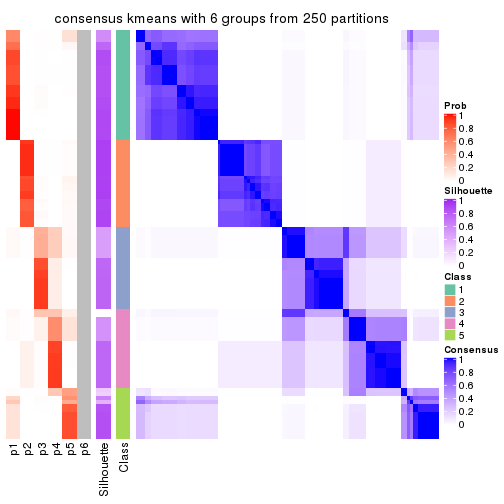 consensus kmeans with 6 groups from 250 partitions
Prob
1
0.8
0.6
0.4
0.2
0
Silhouette
1
0.8
0.6
0.4
0.2
0
Class
1
2
3
4
5
Consensus
1
0.8
0.6
0.4
0.2
0
p1
p2
p3
p4
p5
p6
Silhouette
Class